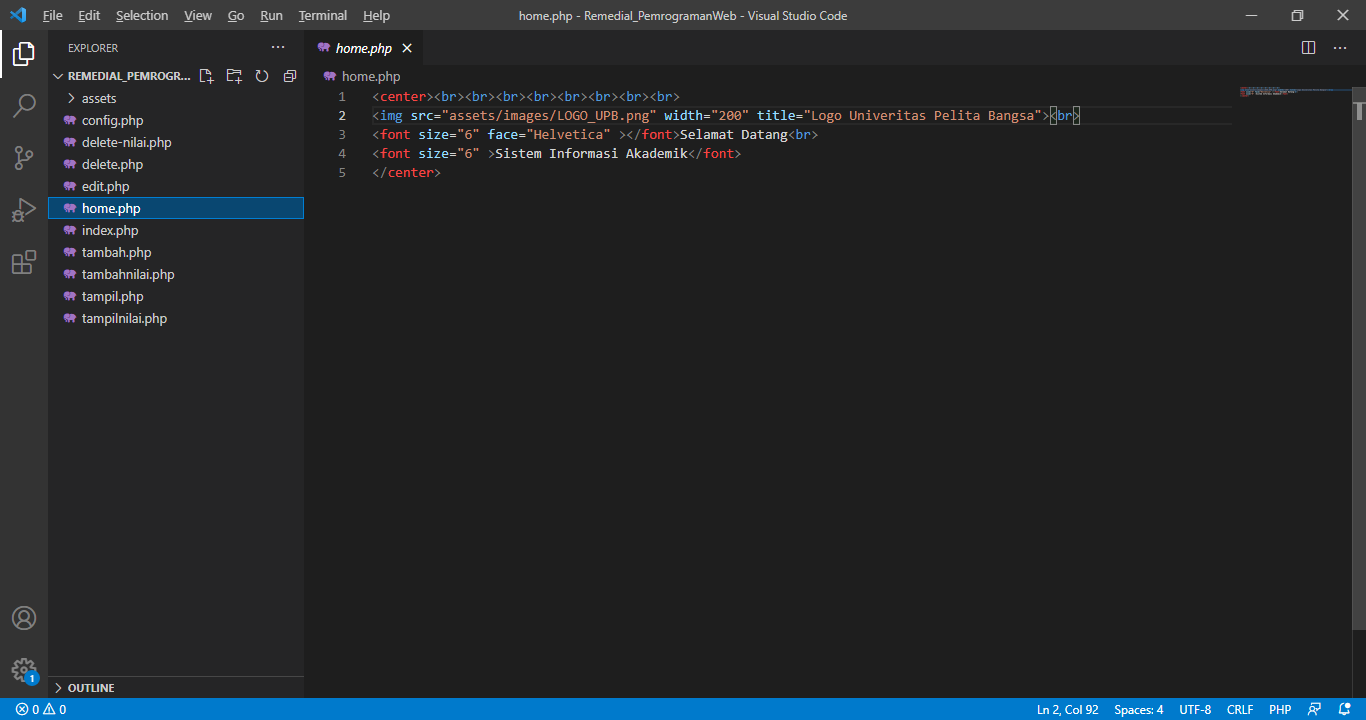 File Edit Selection View Go Run Terminal Help home.php - Remedial_PemrogramanWeb - Visual Studio Code
EXPLORER
REMEDIAL_PEMROGR...
assets
config.php
delete-nilai.php
delete.php
edit.php
home.php
index.php
tambah.php
tambahnilai.php
tampil.php
tampilnilai.php
OUTLINE
home.php
home.php
1 <center><br><br><br><br><br><br><br><br>
2 <img src="assets/images/LOGO_UPB.png" width="200" title="Logo Univeritas Pelita Bangsa"><br>
3 <font size="6" face="Helvetica" ></font>Selamat Datang<br>
4 <font size="6" >Sistem Informasi Akademik</font>
5 </center>
1
0 0 Ln 2, Col 92 Spaces: 4 UTF-8 CRLF PHP